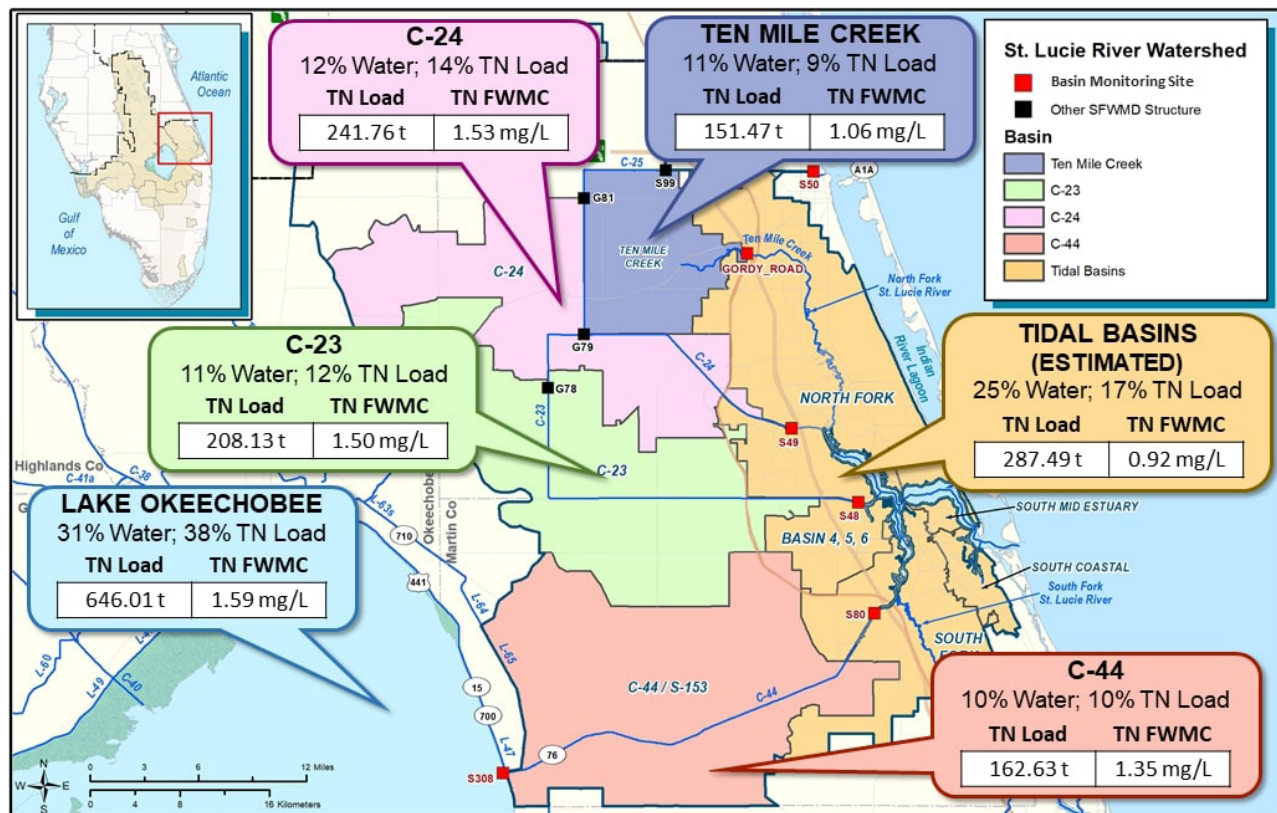 Atlantic
Ocean
Gulf
of
Mexico
C-24
12% Water; 14% TN Load
TN Load TN FWMC
241.76 t 1.53 mg/L
TEN MILE CREEK
11% Water; 9% TN Load
TN Load TN FWMC
151.47 t 1.06 mg/L
St. Lucie River Watershed
Basin Monitoring Site
Other SFWMD Structure
Basin
Ten Mile Creek
C-23
C-24
C-44
Tidal Basins
C-25
S99
S50
A1A
G81
TEN MILE
CREEK
Ten Mile Creek
GORDY_ROAD
C-24
North Fork
St. Lucie River
Indian
River Lagoon
G79
C-24
G78
C-23
NORTH FORK
S49
C-23
11% Water; 12% TN Load
TN Load TN FWMC
208.13 t 1.50 mg/L
TIDAL BASINS
(ESTIMATED)
25% Water; 17% TN Load
TN Load TN FWMC
287.49 t 0.92 mg/L
C-23
Highlands Co
C-41a
C-38
Okeechobe
Martin Co
L-63s
710
441
L-64
L-65
S48
BASIN 4, 5, 6
SOUTH MID ESTUARY
SOUTH COASTAL
South Fork
St. Lucie River
S80
SOUTH
LAKE OKEECHOBEE
31% Water; 38% TN Load
TN Load TN FWMC
646.01 t 1.59 mg/L
L-60
L-49
C-40
C-44 / S-153
C-44
15
700
L-47
76
S308
C-44
10% Water; 10% TN Load
TN Load TN FWMC
162.63 t 1.35 mg/L
N
W E
S
0 3 6 12 Miles
0 4 8 16 Kilometers